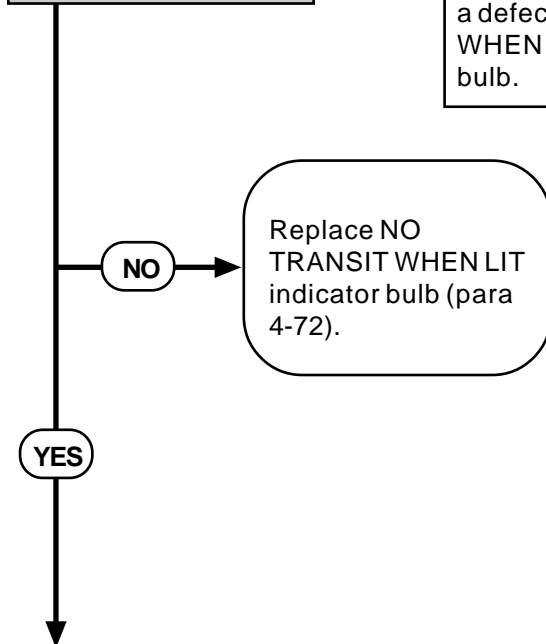 a defec
WHEN
bulb.
NO
Replace NO
TRANSIT WHEN LIT
indicator bulb (para
4-72).
YES